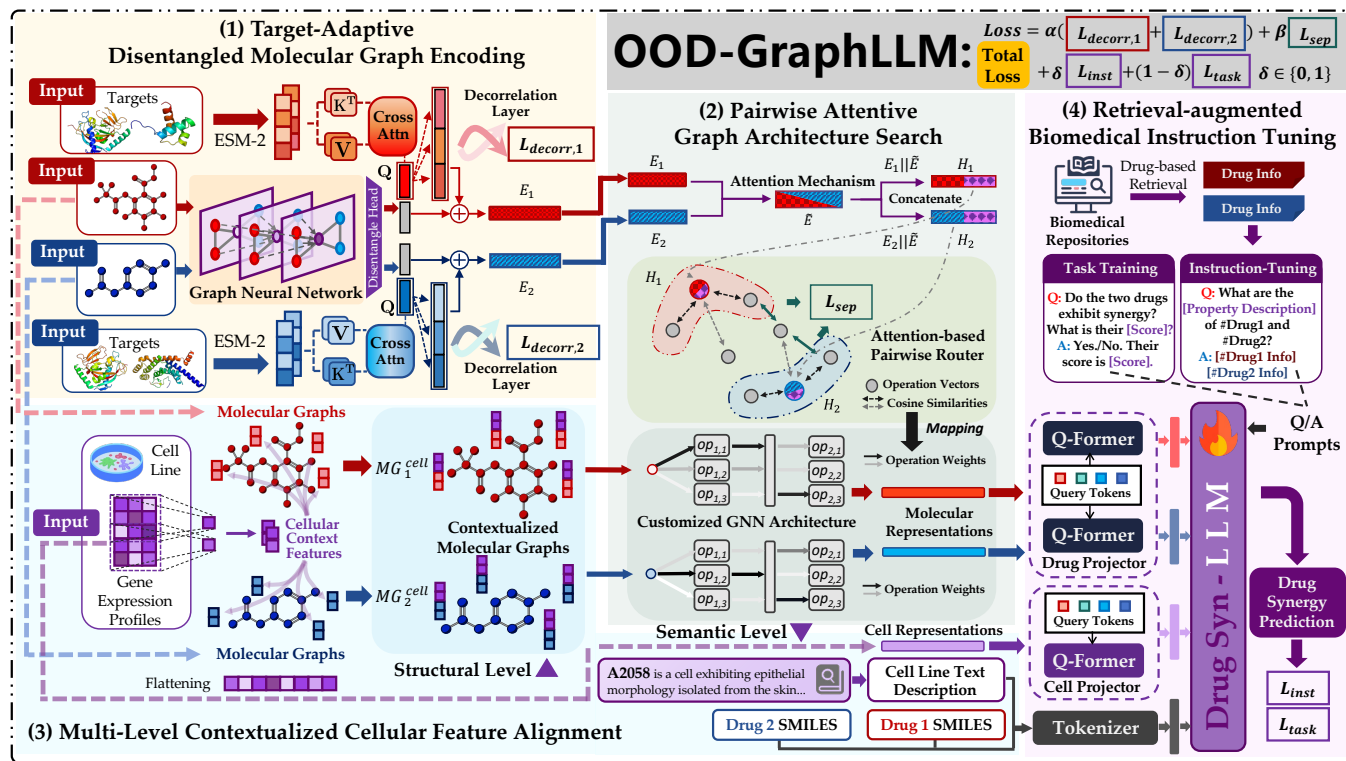 OOD-GraphLLM:
Loss = α( L_decorr,1 + L_decorr,2 ) + β L_sep
Total
Loss
+δ L_inst +(1 − δ) L_task δ ∈ {0, 1}
(1) Target-Adaptive
Disentangled Molecular Graph Encoding
Input
Targets
ESM-2
K^T
V
Cross
Attn
Q
Decorrelation
Layer
L_decorr,1
Input
Input
Graph Neural Network
Disentangle Head
E_1
E_2
Input
Targets
ESM-2
V
K^T
Cross
Attn
Q
L_decorr,2
Decorrelation
Layer
(2) Pairwise Attentive
Graph Architecture Search
E_1
E_2
Attention Mechanism
Ẽ
E_1||Ẽ
Concatenate
E_2||Ẽ
H_1
H_2
H_1
L_sep
Attention-based
Pairwise Router
H_2
Operation Vectors
Cosine Similarities
Mapping
op_1,1
op_1,2
op_1,3
op_2,1
op_2,2
op_2,3
Operation Weights
Customized GNN Architecture
Molecular
Representations
op_1,1
op_1,2
op_1,3
op_2,1
op_2,2
op_2,3
Operation Weights
(3) Multi-Level Contextualized Cellular Feature Alignment
Molecular Graphs
Cell
Line
Input
Gene
Expression
Profiles
Cellular
Context
Features
Molecular Graphs
Flattening
MG_1^cell
Contextualized
Molecular Graphs
MG_2^cell
Structural Level
Semantic Level
Cell Representations
A2058 is a cell exhibiting epithelial
morphology isolated from the skin...
Cell Line Text
Description
Drug 2 SMILES
Drug 1 SMILES
(4) Retrieval-augmented
Biomedical Instruction Tuning
Biomedical
Repositories
Drug-based
Retrieval
Drug Info
Drug Info
Task Training
Q: Do the two drugs
exhibit synergy?
What is their [Score]?
A: Yes./No. Their
score is [Score].
Instruction-Tuning
Q: What are the
[Property Description]
of #Drug1 and
#Drug2?
A: [#Drug1 Info]
[#Drug2 Info]
Q/A
Prompts
Q-Former
Query Tokens
Q-Former
Drug Projector
Query Tokens
Q-Former
Cell Projector
Tokenizer
Drug Syn - LLM
Drug
Synergy
Prediction
L_inst
L_task